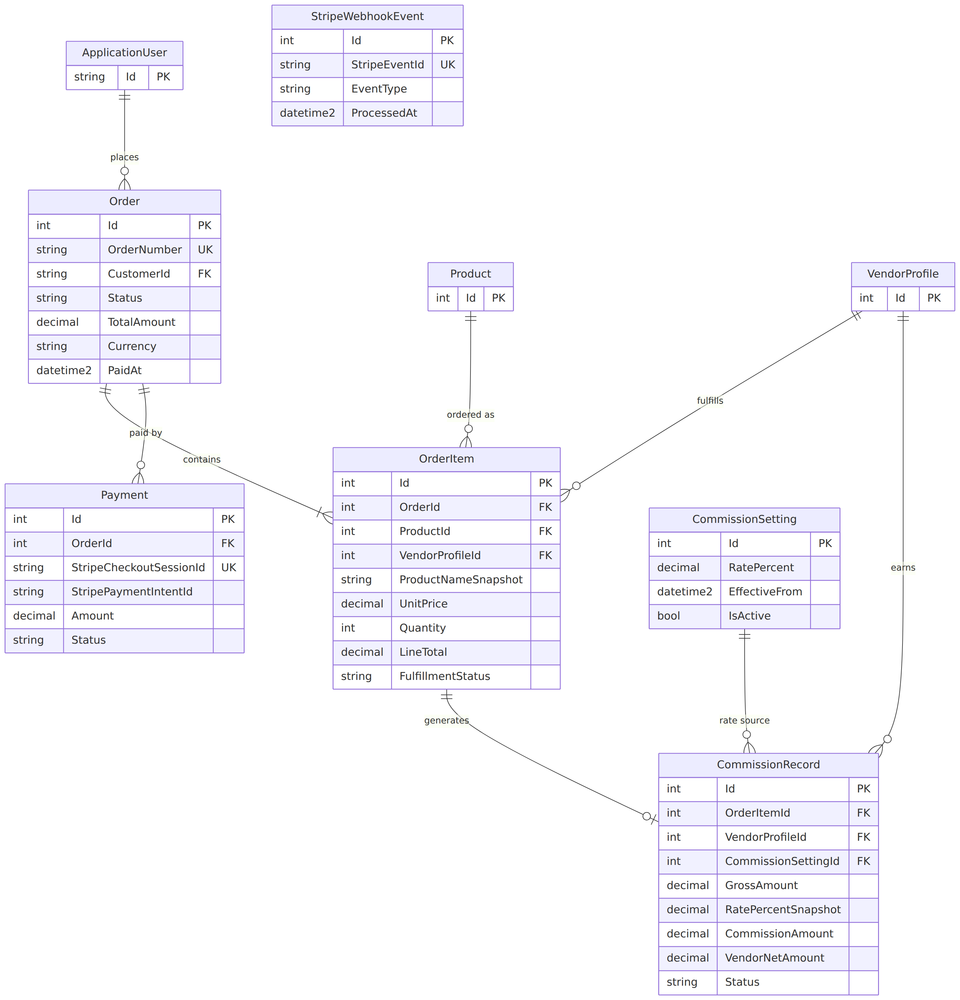 StripeWebhookEvent
int Id PK
string StripeEventId UK
string EventType
datetime2 ProcessedAt
ApplicationUser
string Id PK
places
Order
int Id PK
string OrderNumber UK
string CustomerId FK
string Status
decimal TotalAmount
string Currency
datetime2 PaidAt
Product
int Id PK
VendorProfile
int Id PK
fulfills
ordered as
paid by
contains
OrderItem
int Id PK
int OrderId FK
int ProductId FK
int VendorProfileId FK
string ProductNameSnapshot
decimal UnitPrice
int Quantity
decimal LineTotal
string FulfillmentStatus
Payment
int Id PK
int OrderId FK
string StripeCheckoutSessionId UK
string StripePaymentIntentId
decimal Amount
string Status
CommissionSetting
int Id PK
decimal RatePercent
datetime2 EffectiveFrom
bool IsActive
earns
generates
rate source
CommissionRecord
int Id PK
int OrderItemId FK
int VendorProfileId FK
int CommissionSettingId FK
decimal GrossAmount
decimal RatePercentSnapshot
decimal CommissionAmount
decimal VendorNetAmount
string Status